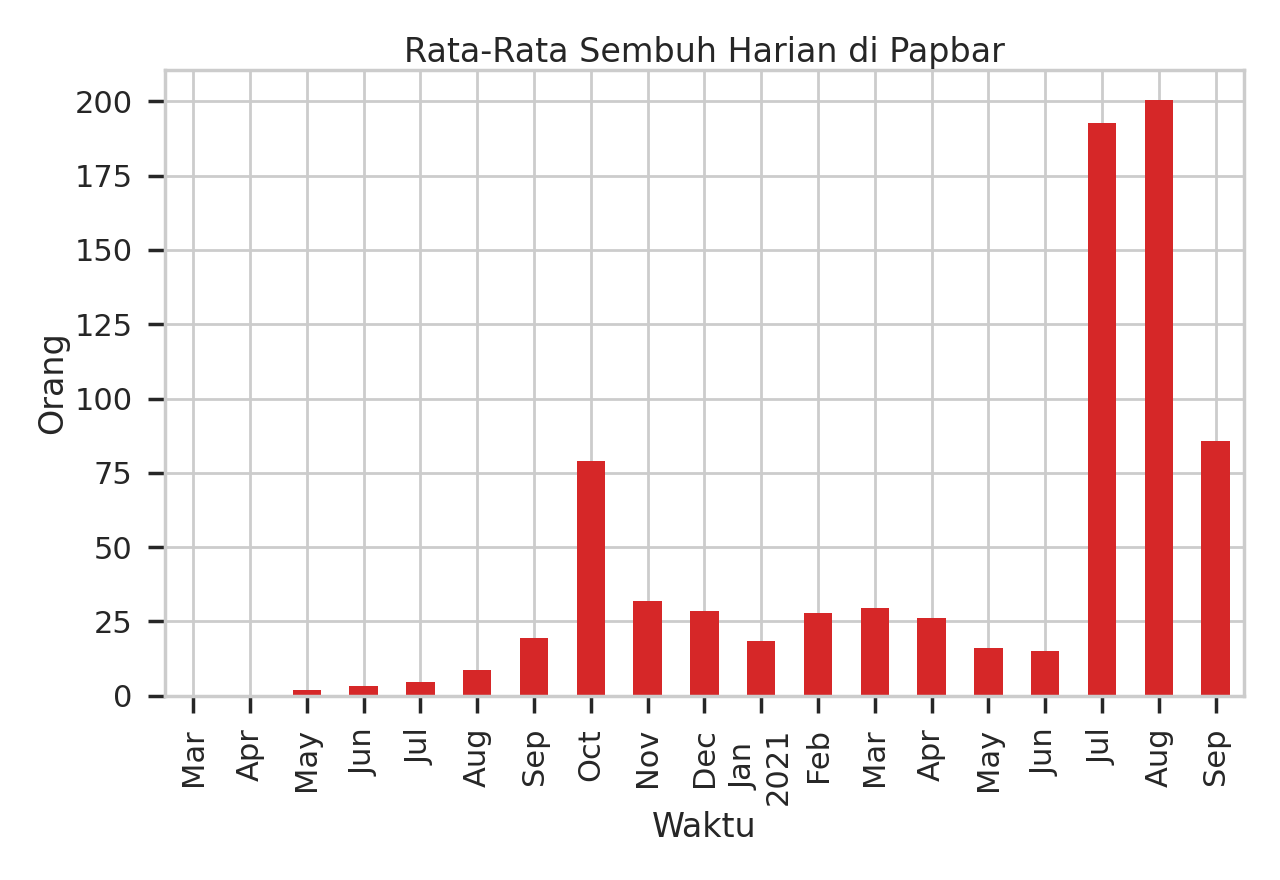 Rata-Rata Sembuh Harian di Papbar
Orang
200
175
150
125
100
75
50
25
0
Mar
Apr
May
Jun
Jul
Aug
Sep
Oct
Nov
Dec
Jan
2021
Feb
Mar
Apr
May
Jun
Jul
Aug
Sep
Waktu